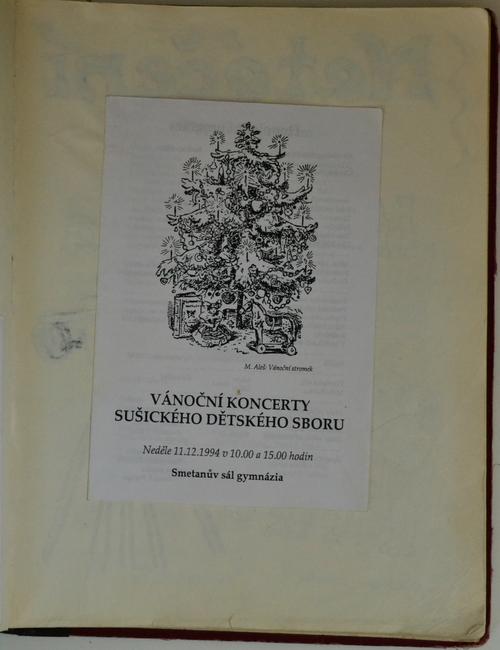 M. Aleš: Vánoční stromek
VÁNOČNÍ KONCERTY
SUŠICKÉHO DĚTSKÉHO SBORU
Neděle 11.12.1994 v 10.00 a 15.00 hodin
Smetanův sál gymnázia